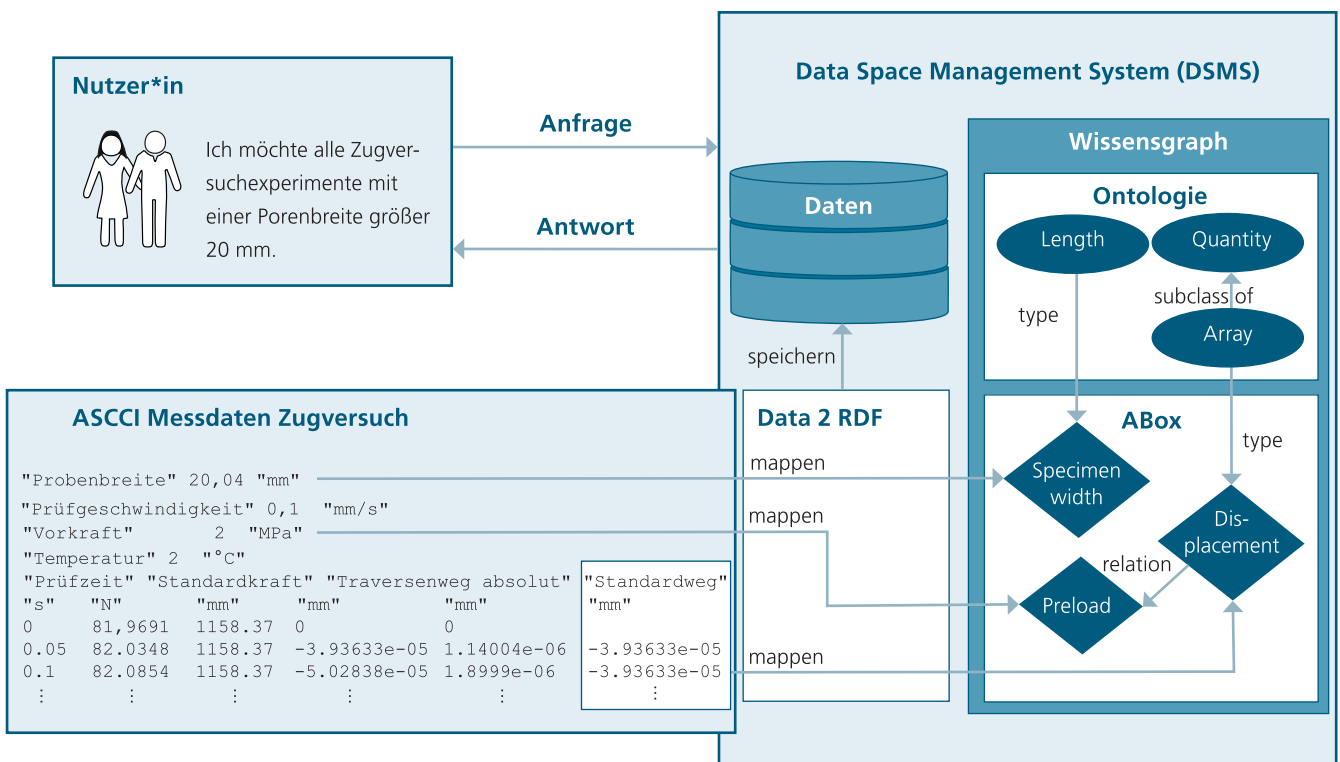 Data Space Management System (DSMS)
Nutzer*in
Ich möchte alle Zugver-
suchexperimente mit
einer Porenbreite größer
20 mm.
Anfrage
Antwort
Daten
speichern
Wissensgraph
Ontologie
Length
Quantity
type
subclass of
Array
ASCCI Messdaten Zugversuch
"Probenbreite" 20,04 "mm"
"Prüfgeschwindigkeit" 0,1 "mm/s"
"Vorkraft" 2 "MPa"
"Temperatur" 2 "°C"
"Prüfzeit" "Standardkraft" "Traversenweg absolut" "Standardweg"
"s" "N" "mm" "mm" "mm" "mm"
0 81,9691 1158.37 0 0
0.05 82.0348 1158.37 -3.93633e-05 1.14004e-06 -3.93633e-05
0.1 82.0854 1158.37 -5.02838e-05 1.8999e-06 -3.93633e-05
⋮ ⋮ ⋮ ⋮ ⋮ ⋮
Data 2 RDF
mappen
mappen
mappen
ABox
type
Specimen
width
Dis-
placement
relation
Preload